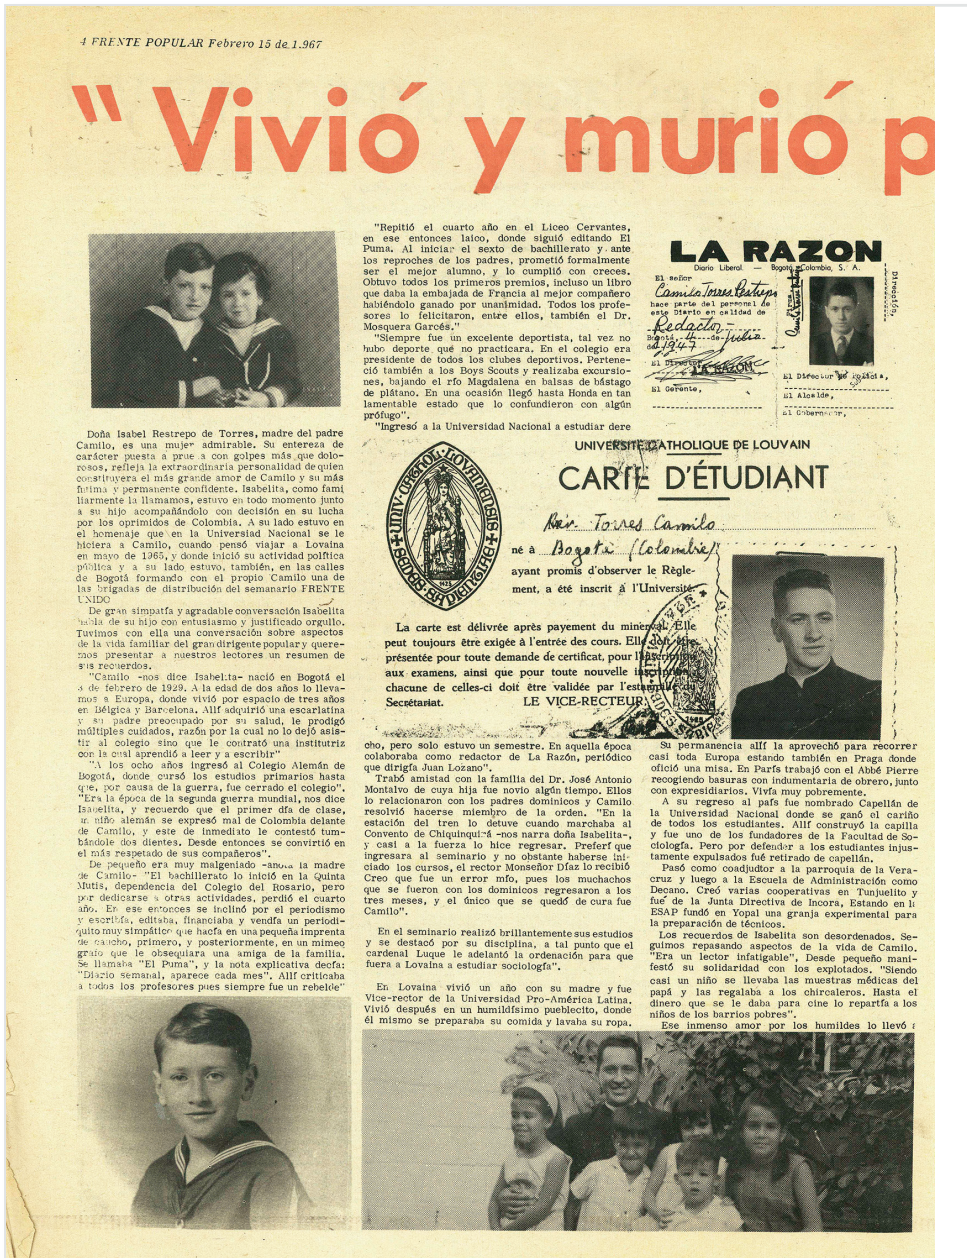 4 FRENTE POPULAR Febrero 15 de 1.967
" Vivió y murió p
Doña Isabel Restrepo de Torres, madre del padre
Camilo, es una mujer admirable. Su entereza de
carácter puesta a prue a con golpes más que dolo-
rosos, refleja la extraordinaria personalidad de quien
constituyera el más grande amor de Camilo y su más
íntima y permanente confidente. Isabelita, como fami
liarmente la llamamos, estuvo en todo momento junto
a su hijo acompañándolo con decisión en su lucha
por los oprimidos de Colombia. A su lado estuvo en
el homenaje que en la Universiad Nacional se le
hiciera a Camilo, cuando pensó viajar a Lovaina
en mayo de 1965, y donde inició su actividad política
pública y a su lado estuvo, también, en las calles
de Bogotá formando con el propio Camilo una de
las brigadas de distribución del semanario FRENTE
UNIDO
De gran simpatía y agradable conversación Isabelita
habla de su hijo con entusiasmo y justificado orgullo.
Tuvimos con ella una conversación sobre aspectos
de la vida familiar del gran dirigente popular y quere-
mos presentar a nuestros lectores un resumen de
sus recuerdos.
"Camilo -nos dice Isabelita- nació en Bogotá el
de febrero de 1929. A la edad de dos años lo lleva-
mos a Europa, donde vivió por espacio de tres años
en Bélgica y Barcelona. Allí adquirió una escarlatina
y su padre preocupado por su salud, le prodigó
múltiples cuidados, razón por la cual no lo dejó asis-
tir al colegio sino que le contrató una institutriz
con la cual aprendió a leer y a escribir"
"A los ocho años ingresó al Colegio Alemán de
Bogotá, donde cursó los estudios primarios hasta
que, por causa de la guerra, fue cerrado el colegio".
"Era la época de la segunda guerra mundial, nos dice
Isabelita, y recuerdo que el primer día de clase,
un niño alemán se expresó mal de Colombia delante
de Camilo, y este de inmediato le contestó tum-
bándole dos dientes. Desde entonces se convirtió en
el más respetado de sus compañeros".
De pequeño era muy malgeniado -anota la madre
de Camilo- "El bachillerato lo inició en la Quinta
Mutis, dependencia del Colegio del Rosario, pero
por dedicarse a otras actividades, perdió el cuarto
año. En ese entonces se inclinó por el periodismo
y escribía, editaba, financiaba y vendía un periodi-
quito muy simpático que hacía en una pequeña imprenta
de caucho, primero, y posteriormente, en un mimeo
grafo que le obsequiara una amiga de la familia.
Se llamaba "El Puma", y la nota explicativa decía:
"Diario semanal, aparece cada mes". Allí criticaba
a todos los profesores pues siempre fue un rebelde"
"Repitió el cuarto año en el Liceo Cervantes,
en ese entonces laico, donde siguió editando El
Puma. Al iniciar el sexto de bachillerato y ante
los reproches de los padres, prometió formalmente
ser el mejor alumno, y lo cumplió con creces.
Obtuvo todos los primeros premios, incluso un libro
que daba la embajada de Francia al mejor compañero
habiéndolo ganado por unanimidad. Todos los profe-
sores lo felicitaron, entre ellos, también el Dr.
Mosquera Garcés."
"Siempre fue un excelente deportista, tal vez no
hubo deporte qué no practicara. En el colegio era
presidente de todos los clubes deportivos. Pertene-
ció también a los Boys Scouts y realizaba excursio-
nes, bajando el río Magdalena en balsas de bástago
de plátano. En una ocasión llegó hasta Honda en tan
lamentable estado que lo confundieron con algún
prófugo".
"Ingresó a la Universidad Nacional a estudiar dere
LA RAZON
Diario Liberal. — Bogotá, Colombia, S. A.
El señor
Camilo Torres Restrepo
hace parte del personal de
este Diario en calidad de
Redactor-
Bogotá, 4 de julio
de 1947
El Director
LA RAZON
El Gerente,
Dirección:
El Director de Policía,
El Alcalde,
El Gobernador,
UNIVERSITÉ CATHOLIQUE DE LOUVAIN
CARTE D'ÉTUDIANT
Torres Camilo
né à Bogotá (Colombie)
ayant promis d'observer le Règle-
ment, a été inscrit à l'Université.
La carte est délivrée après payement du minerval. Elle
peut toujours être exigée à l'entrée des cours. Elle doit être
présentée pour toute demande de certificat, pour l'inscription
aux examens, ainsi que pour toute nouvelle inscription
chacune de celles-ci doit être validée par l'estampille du
Secrétariat. LE VICE-RECTEUR,
cho, pero solo estuvo un semestre. En aquella época
colaboraba como redactor de La Razón, periódico
que dirigía Juan Lozano".
Trabó amistad con la familia del Dr. José Antonio
Montalvo de cuya hija fue novio algún tiempo. Ellos
lo relacionaron con los padres dominicos y Camilo
resolvió hacerse miembro de la orden. "En la
estación del tren lo detuve cuando marchaba al
Convento de Chiquinquirá -nos narra doña Isabelita-,
y casi a la fuerza lo hice regresar. Preferí que
ingresara al seminario y no obstante haberse ini-
ciado los cursos, el rector Monseñor Díaz lo recibió
Creo que fue un error mío, pues los muchachos
que se fueron con los dominicos regresaron a los
tres meses, y el único que se quedó de cura fue
Camilo".
En el seminario realizó brillantemente sus estudios
y se destacó por su disciplina, a tal punto que el
cardenal Luque le adelantó la ordenación para que
fuera a Lovaina a estudiar sociología".
En Lovaina vivió un año con su madre y fue
Vice-rector de la Universidad Pro-América Latina.
Vivió después en un humildísimo pueblecito, donde
él mismo se preparaba su comida y lavaba su ropa.
Su permanencia allí la aprovechó para recorrer
casi toda Europa estando también en Praga donde
ofició una misa. En París trabajó con el Abbé Pierre
recogiendo basuras con indumentaria de obrero, junto
con expresidiarios. Vivía muy pobremente.
A su regreso al país fue nombrado Capellán de
la Universidad Nacional donde se ganó el cariño
de todos los estudiantes. Allí construyó la capilla
y fue uno de los fundadores de la Facultad de So-
ciología. Pero por defender a los estudiantes injus-
tamente expulsados fué retirado de capellán.
Pasó como coadjudtor a la parroquia de la Vera-
cruz y luego a la Escuela de Administración como
Decano. Creó varias cooperativas en Tunjuelito y
fué de la Junta Directiva de Incora, Estando en la
ESAP fundó en Yopal una granja experimental para
la preparación de técnicos.
Los recuerdos de Isabelita son desordenados. Se-
guimos repasando aspectos de la vida de Camilo.
"Era un lector infatigable", Desde pequeño mani-
festó su solidaridad con los explotados. "Siendo
casi un niño se llevaba las muestras médicas del
papá y las regalaba a los chircaleros. Hasta el
dinero que se le daba para cine lo repartía a los
niños de los barrios pobres".
Ese inmenso amor por los humildes lo llevó a